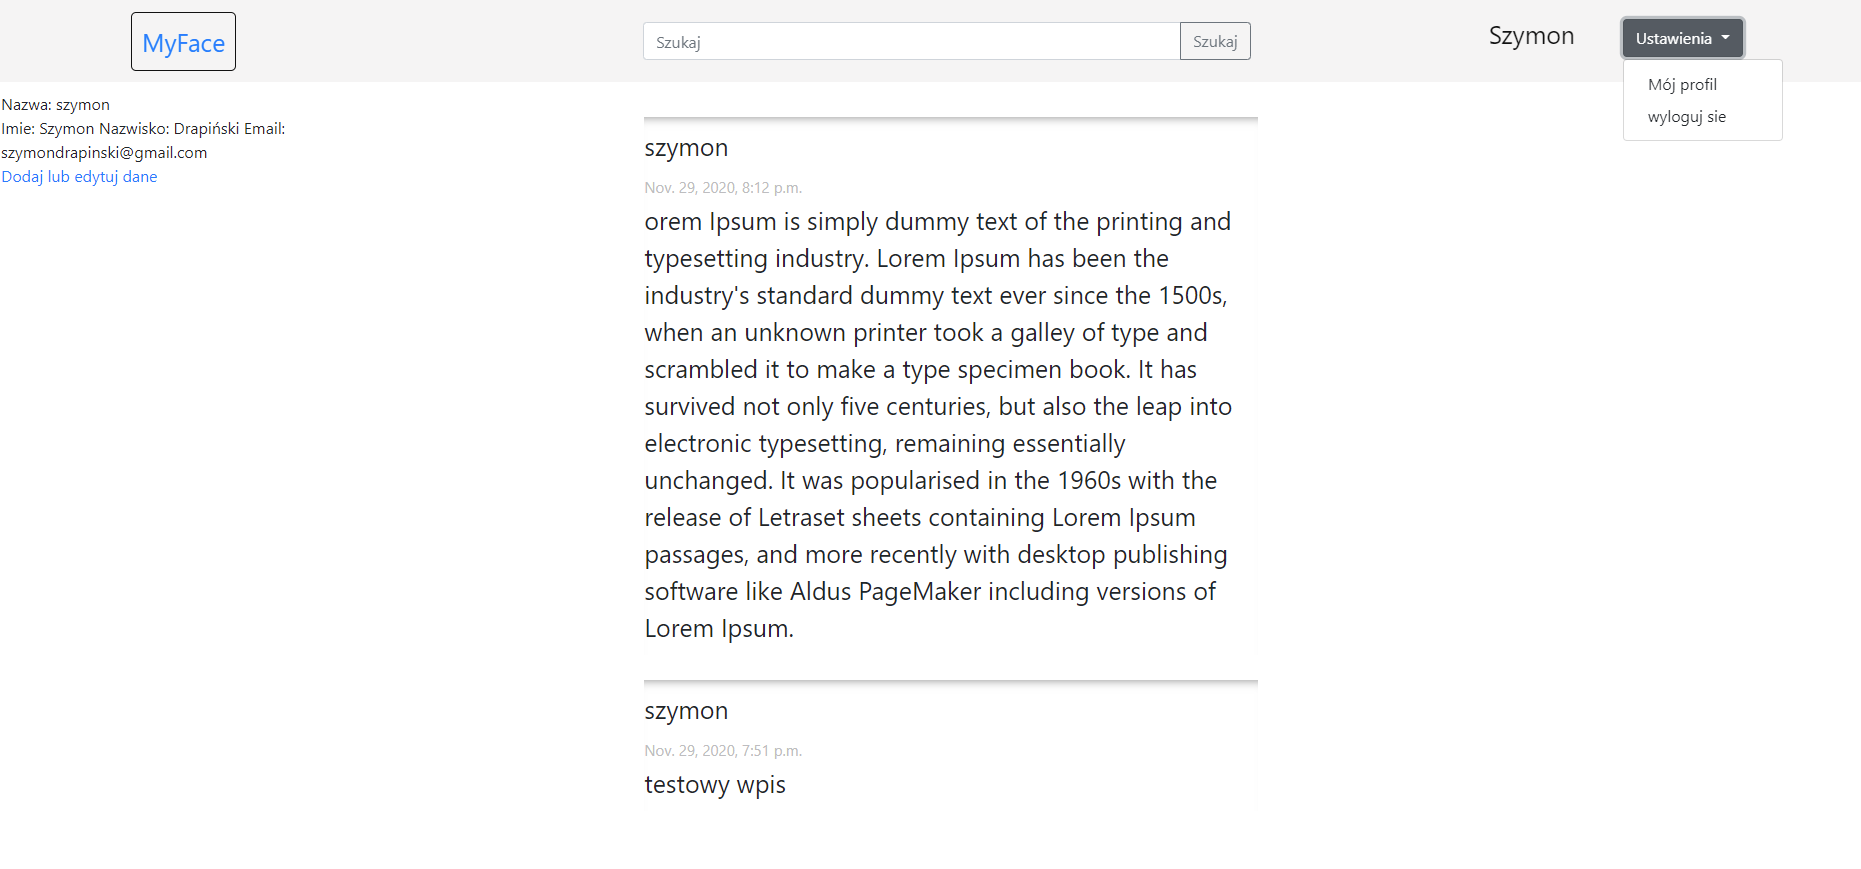 MyFace
Szukaj
Szukaj
Szymon
Ustawienia
Mój profil
wyloguj sie
Nazwa: szymon
Imie: Szymon Nazwisko: Drapiński Email:
szymondrapinski@gmail.com
Dodaj lub edytuj dane
szymon
Nov. 29, 2020, 8:12 p.m.
orem Ipsum is simply dummy text of the printing and
typesetting industry. Lorem Ipsum has been the
industry's standard dummy text ever since the 1500s,
when an unknown printer took a galley of type and
scrambled it to make a type specimen book. It has
survived not only five centuries, but also the leap into
electronic typesetting, remaining essentially
unchanged. It was popularised in the 1960s with the
release of Letraset sheets containing Lorem Ipsum
passages, and more recently with desktop publishing
software like Aldus PageMaker including versions of
Lorem Ipsum.
szymon
Nov. 29, 2020, 7:51 p.m.
testowy wpis